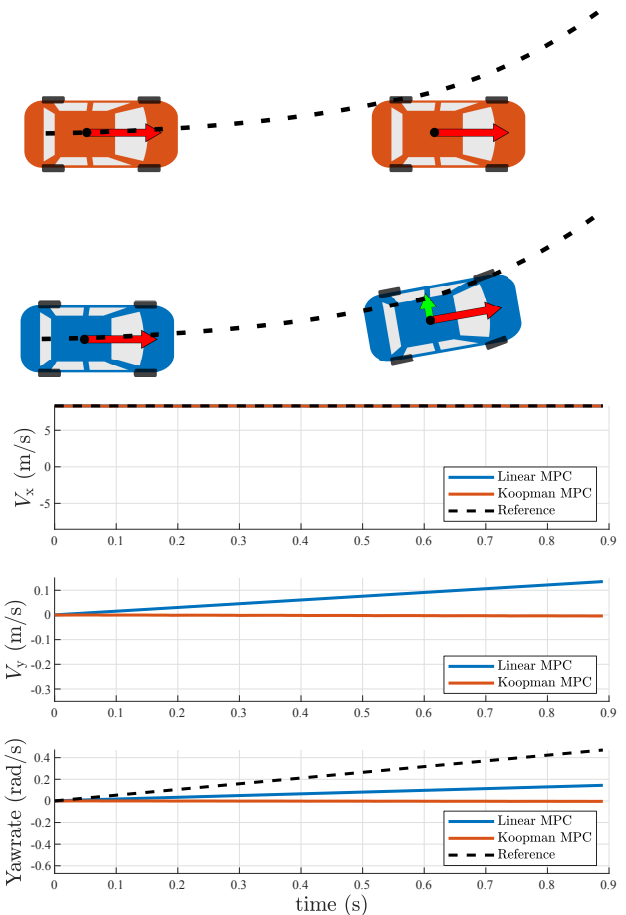 5
0
-5
V_x (m/s)
Linear MPC
Koopman MPC
Reference
0 0.1 0.2 0.3 0.4 0.5 0.6 0.7 0.8 0.9
0.1
0
-0.1
-0.2
-0.3
V_y (m/s)
Linear MPC
Koopman MPC
0 0.1 0.2 0.3 0.4 0.5 0.6 0.7 0.8 0.9
0.4
0.2
0
-0.2
-0.4
-0.6
Yawrate (rad/s)
Linear MPC
Koopman MPC
Reference
0 0.1 0.2 0.3 0.4 0.5 0.6 0.7 0.8 0.9
time (s)